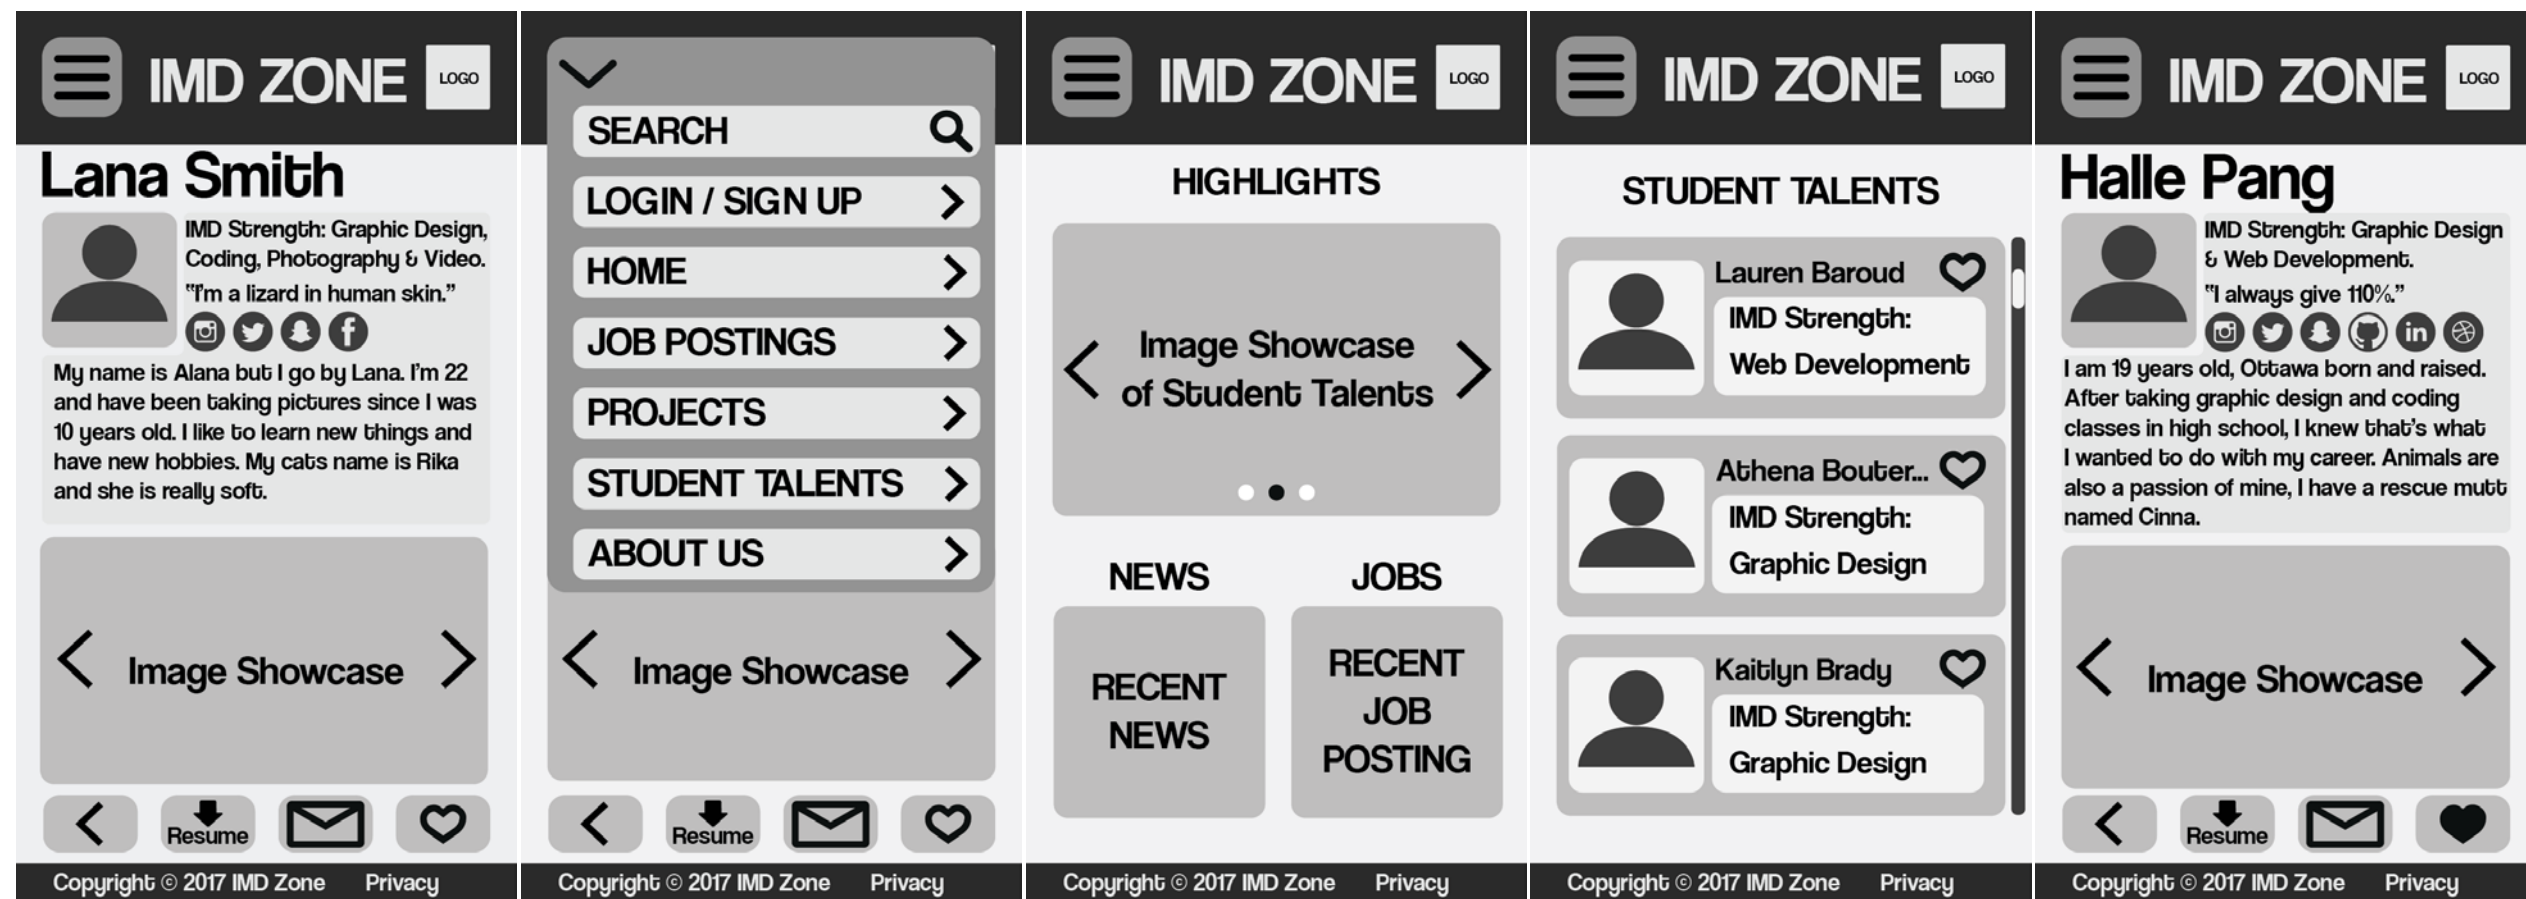 IMD ZONE
LOGO
Lana Smith
IMD Strength: Graphic Design,
Coding, Photography & Video.
"I'm a lizard in human skin."
My name is Alana but I go by Lana. I'm 22
and have been taking pictures since I was
10 years old. I like to learn new things and
have new hobbies. My cats name is Rika
and she is really soft.
Image Showcase
Resume
Copyright © 2017 IMD Zone Privacy
SEARCH
LOGIN / SIGN UP
HOME
JOB POSTINGS
PROJECTS
STUDENT TALENTS
ABOUT US
Image Showcase
Resume
Copyright © 2017 IMD Zone Privacy
IMD ZONE
LOGO
HIGHLIGHTS
Image Showcase
of Student Talents
NEWS
RECENT
NEWS
JOBS
RECENT
JOB
POSTING
Copyright © 2017 IMD Zone Privacy
IMD ZONE
LOGO
STUDENT TALENTS
Lauren Baroud
IMD Strength:
Web Development
Athena Bouter...
IMD Strength:
Graphic Design
Kaitlyn Brady
IMD Strength:
Graphic Design
Copyright © 2017 IMD Zone Privacy
IMD ZONE
LOGO
Halle Pang
IMD Strength: Graphic Design
& Web Development.
"I always give 110%."
I am 19 years old, Ottawa born and raised.
After taking graphic design and coding
classes in high school, I knew that's what
I wanted to do with my career. Animals are
also a passion of mine, I have a rescue mutt
named Cinna.
Image Showcase
Resume
Copyright © 2017 IMD Zone Privacy